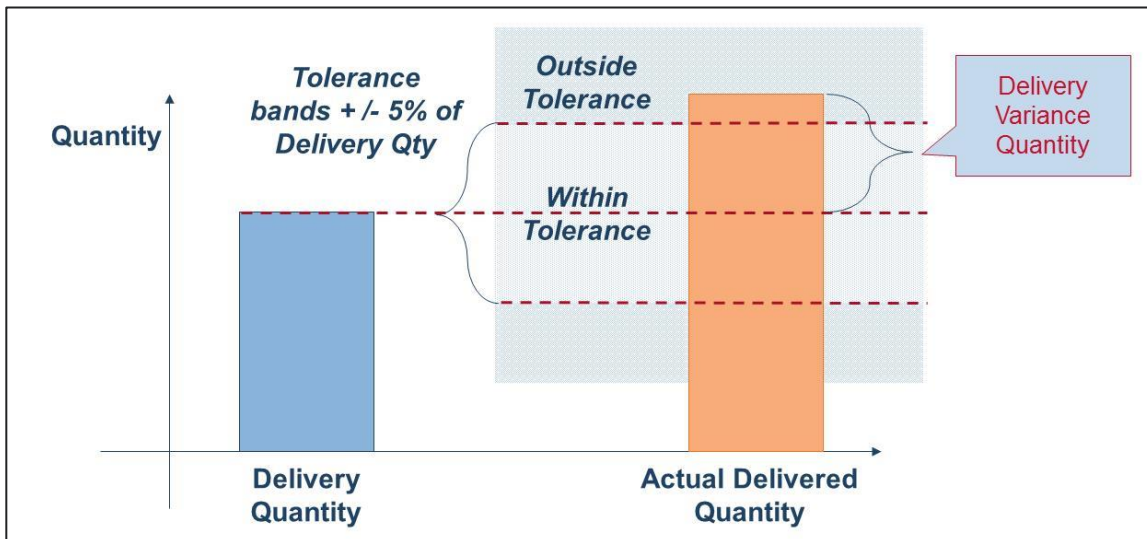 Quantity
Tolerance
bands + /- 5% of
Delivery Qty
Outside
Tolerance
Within
Tolerance
Delivery
Variance
Quantity
Delivery
Quantity
Actual Delivered
Quantity